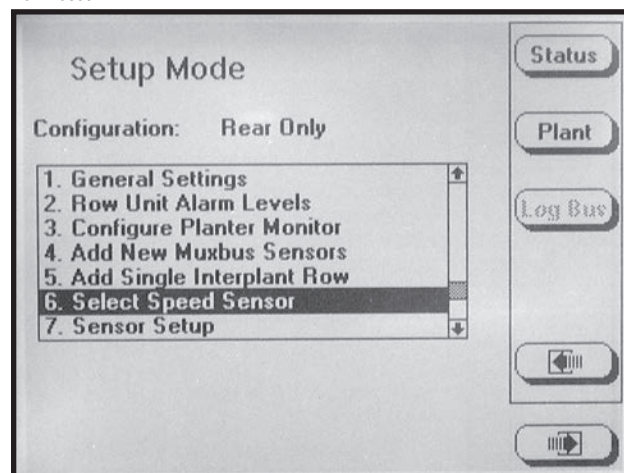 Setup Mode
Status
Configuration: Rear Only
Plant
1. General Settings
2. Row Unit Alarm Levels
3. Configure Planter Monitor
4. Add New Muxbus Sensors
5. Add Single Interplant Row
6. Select Speed Sensor
7. Sensor Setup
Log Bus